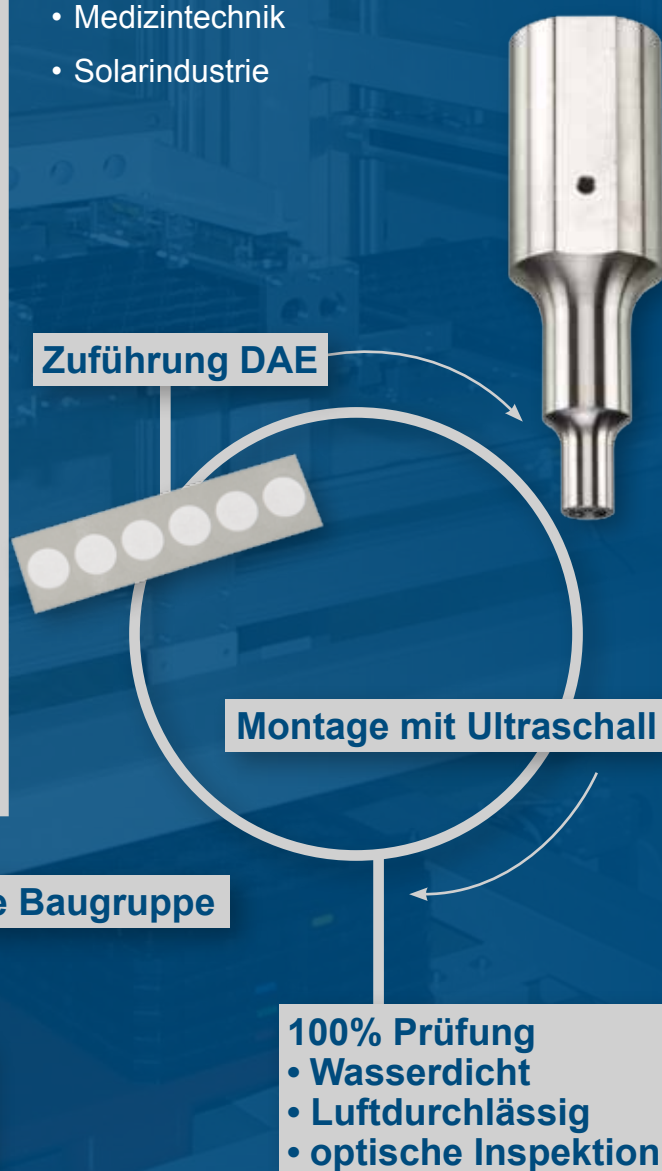 • Medizintechnik
• Solarindustrie
Zuführung DAE
Montage mit Ultraschall
Baugruppe
100% Prüfung
• Wasserdicht
• Luftdurchlässig
• optische Inspektion